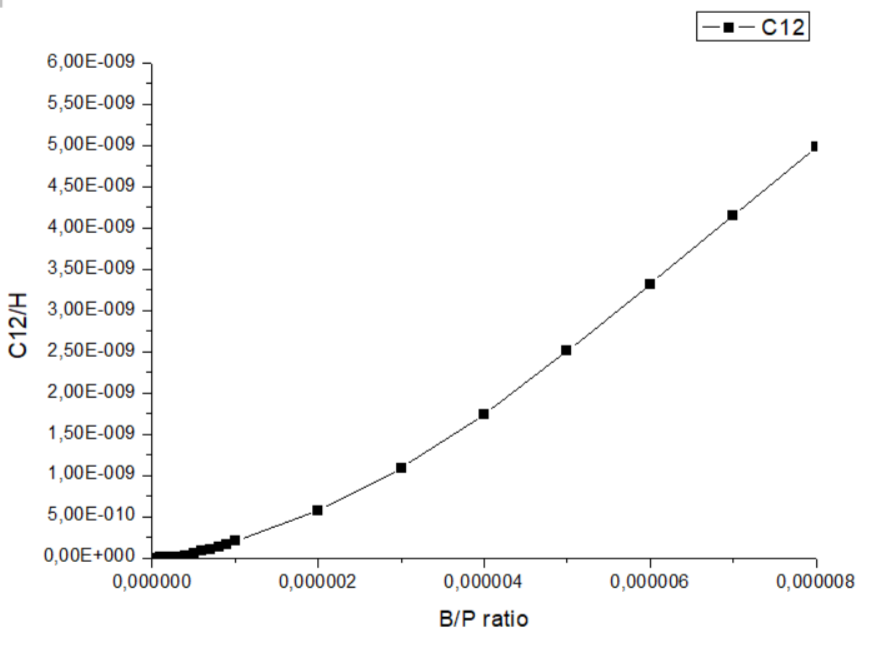 C12
6,00E-009
5,50E-009
5,00E-009
4,50E-009
4,00E-009
3,50E-009
3,00E-009
2,50E-009
2,00E-009
1,50E-009
1,00E-009
5,00E-010
0,00E+000
C12/H
0,000000 0,000002 0,000004 0,000006 0,000008
B/P ratio